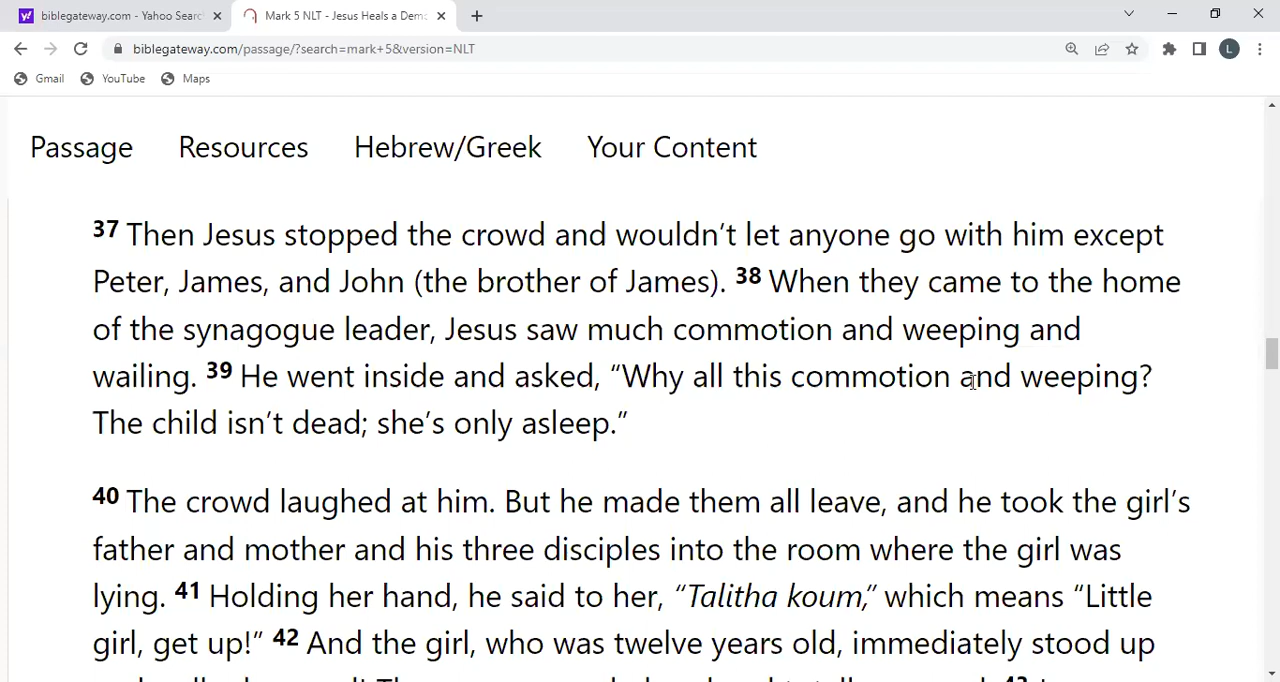 biblegateway.com - Yahoo Searc
Mark 5 NLT - Jesus Heals a Dem
biblegateway.com/passage/?search=mark+5&version=NLT
L
Gmail YouTube Maps
Passage Resources Hebrew/Greek Your Content
37 Then Jesus stopped the crowd and wouldn’t let anyone go with him except
Peter, James, and John (the brother of James). 38 When they came to the home
of the synagogue leader, Jesus saw much commotion and weeping and
wailing. 39 He went inside and asked, “Why all this commotion and weeping?
The child isn’t dead; she’s only asleep.”
40 The crowd laughed at him. But he made them all leave, and he took the girl’s
father and mother and his three disciples into the room where the girl was
lying. 41 Holding her hand, he said to her, “Talitha koum,” which means “Little
girl, get up!” 42 And the girl, who was twelve years old, immediately stood up